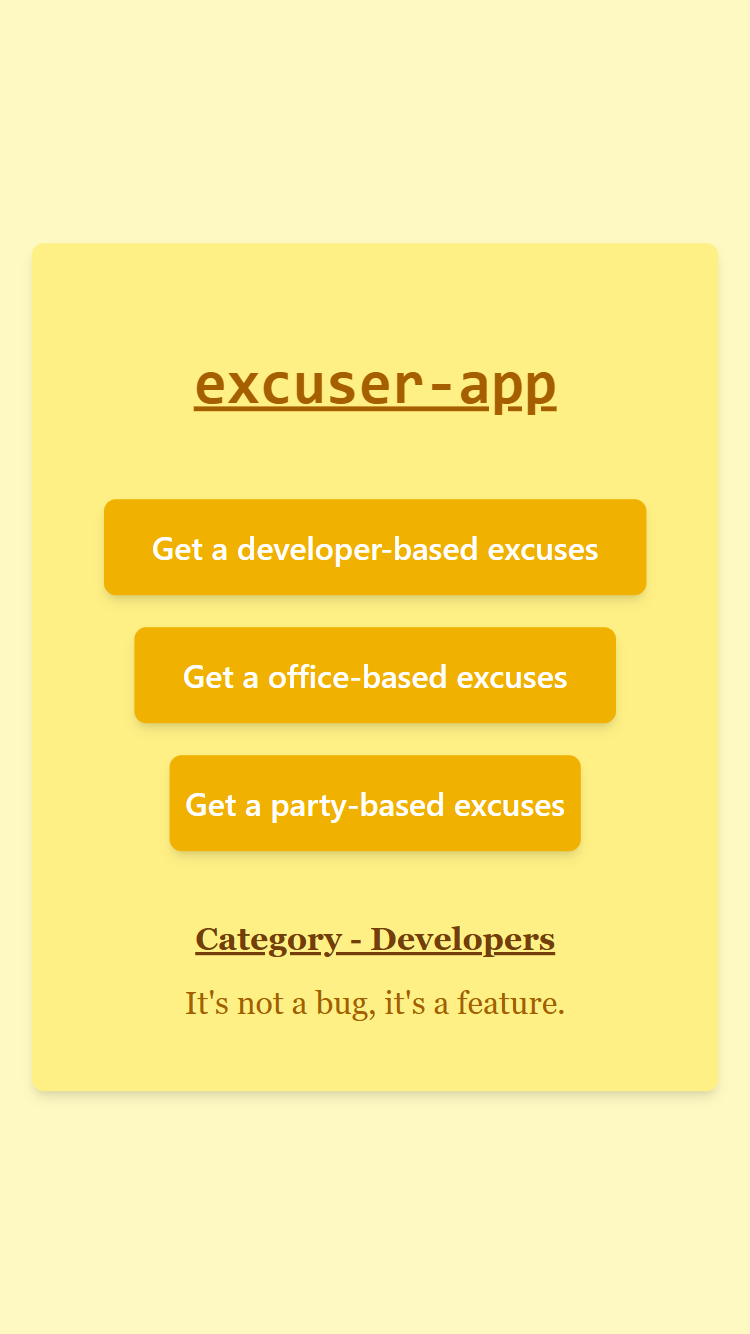 excuser-app
Get a developer-based excuses
Get a office-based excuses
Get a party-based excuses
Category - Developers
It's not a bug, it's a feature.